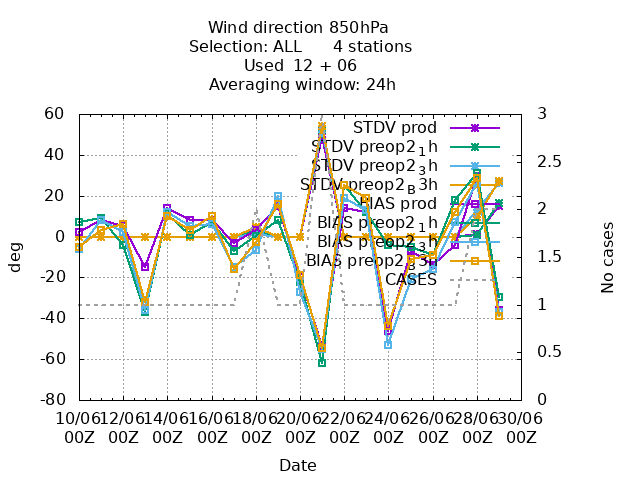 Wind direction 850hPa
Selection: ALL 4 stations
Used 12 + 06
Averaging window: 24h
60
40
20
0
-20
-40
-60
-80
deg
3
2.5
2
1.5
1
0.5
0
No cases
STDV prod
STDV preop2_1h
STDV preop2_3h
STDV preop2_B3h
BIAS prod
BIAS preop2_1h
BIAS preop2_3h
BIAS preop2_B3h
CASES
10/06 12/06 14/06 16/06 18/06 20/06 22/06 24/06 26/06 28/06 30/06
00Z 00Z 00Z 00Z 00Z 00Z 00Z 00Z 00Z 00Z 00Z
Date